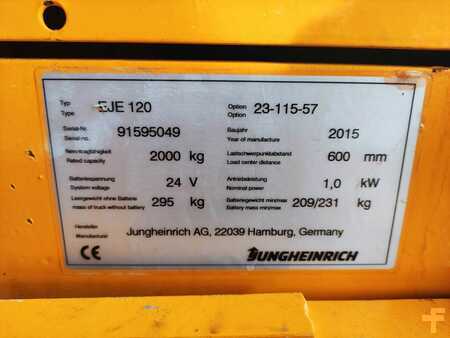 Typ
Type EJE 120 Option
Option 23-115-57
Serial-Nr.
Serial no. 91595049 Baujahr
Year of manufacture 2015
Nenntragfähigkeit
Rated capacity 2000 kg Lastschwerpunktabstand
Load center distance 600 mm
Batteriespannung
System voltage 24 V Antriebsleistung
Nominal power 1,0 kW
Leergewicht ohne Batterie
mass of truck without battery 295 kg Batteriegewicht min/max
Battery mass min/max 209/231 kg
Hersteller
Manufacturer Jungheinrich AG, 22039 Hamburg, Germany
CE JUNGHEINRICH